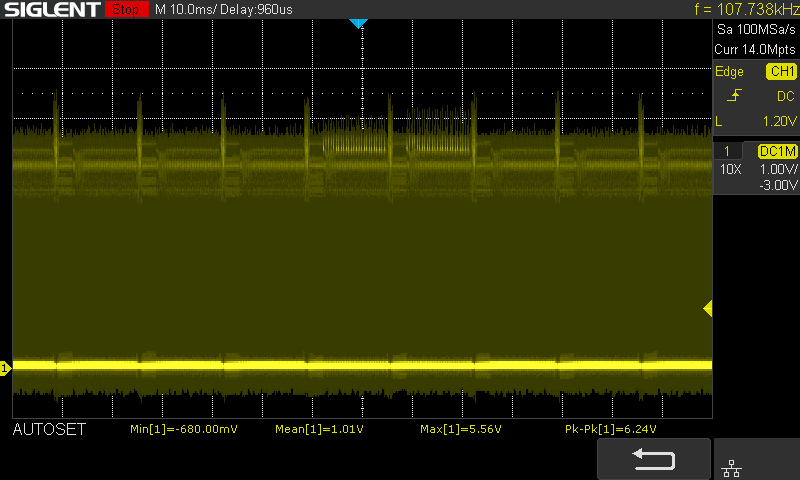 SIGLENT Stop M 10.0ms/ Delay:960us f = 107.738kHz
Sa 100MSa/s
Curr 14.0Mpts
Edge CH1
DC
L 1.20V
1 DC1M
10X 1.00V/
-3.00V
1
AUTOSET Min[1]=-680.00mV Mean[1]=1.01V Max[1]=5.56V Pk-Pk[1]=6.24V